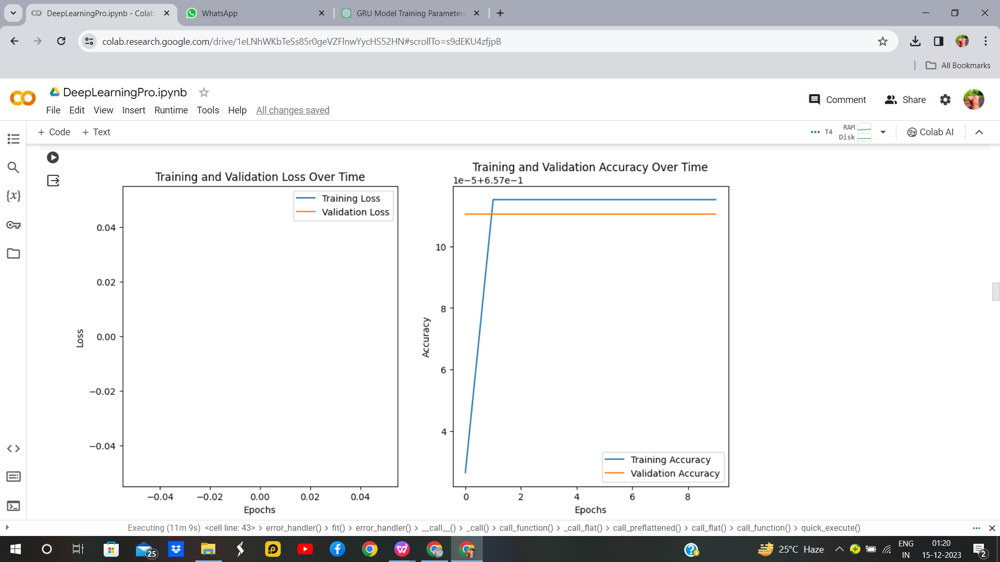 DeepLearningPro.ipynb - Colab
WhatsApp
GRU Model Training Parameters
colab.research.google.com/drive/1eLNhWKbTeSs85r0geVZFlnwYycHS52HN#scrollTo=s9dEKU4zfjpB
All Bookmarks
DeepLearningPro.ipynb
File Edit View Insert Runtime Tools Help All changes saved
Comment Share
+ Code + Text
T4 RAM Disk
Colab AI
{x}
Training and Validation Loss Over Time
Training Loss
Validation Loss
0.04
0.02
0.00
−0.02
−0.04
Loss
−0.04 −0.02 0.00 0.02 0.04
Epochs
Training and Validation Accuracy Over Time
1e−5+6.57e−1
10
8
6
4
Accuracy
Training Accuracy
Validation Accuracy
0 2 4 6 8
Epochs
Executing (11m 9s) <cell line: 43> > error_handler() > fit() > error_handler() > __call__() > _call() > call_function() > _call_flat() > call_preflattened() > call_flat() > call_function() > quick_execute()
25
25°C Haze
ENG
IN
01:20
15-12-2023
2